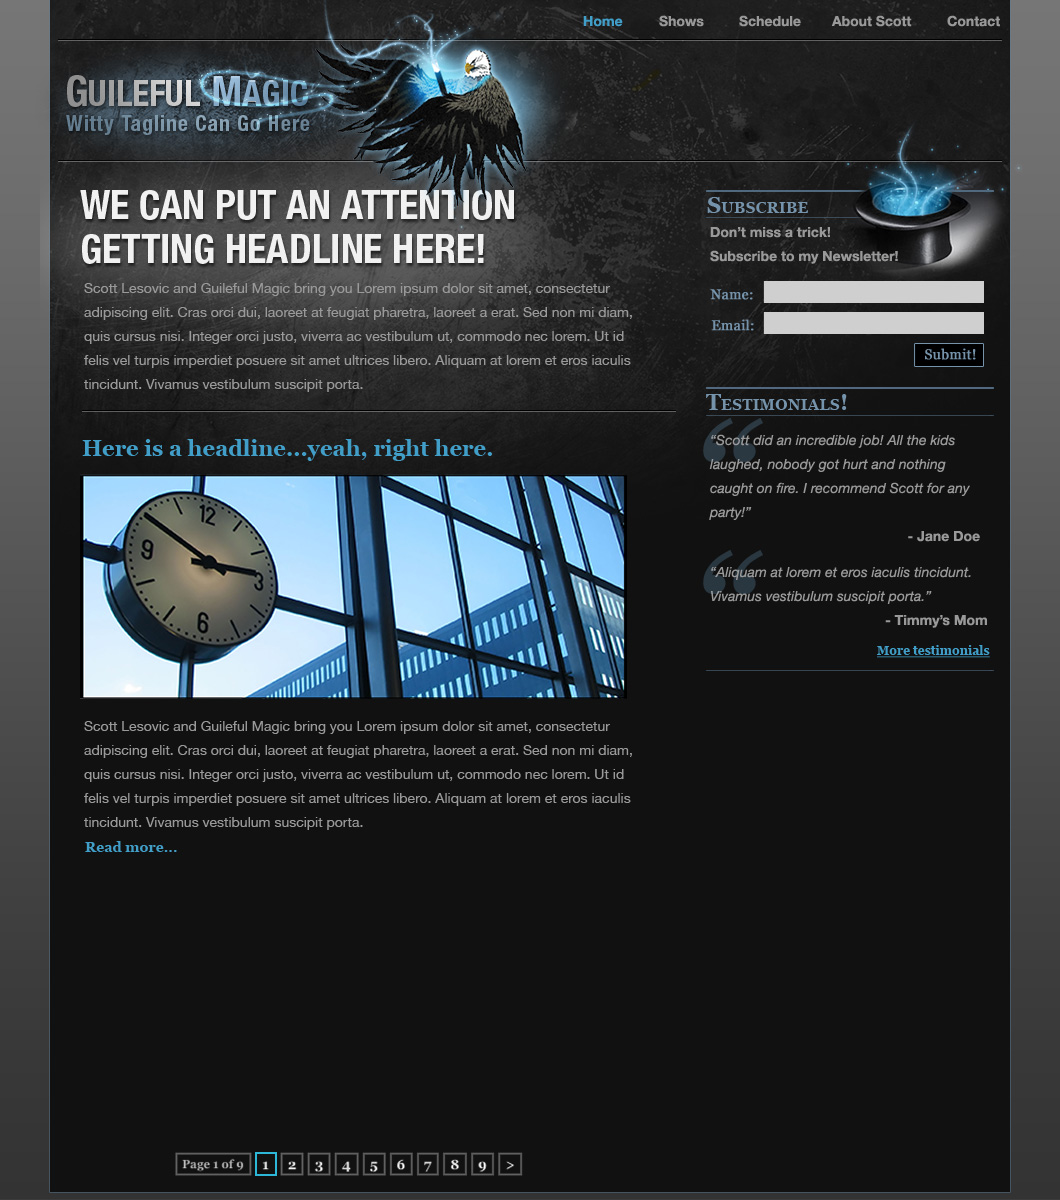 Home Shows Schedule About Scott Contact
GUILEFUL MAGIC
Witty Tagline Can Go Here
WE CAN PUT AN ATTENTION
GETTING HEADLINE HERE!
Scott Lesovic and Guileful Magic bring you Lorem ipsum dolor sit amet, consectetur
adipiscing elit. Cras orci dui, laoreet at feugiat pharetra, laoreet a erat. Sed non mi diam,
quis cursus nisi. Integer orci justo, viverra ac vestibulum ut, commodo nec lorem. Ut id
felis vel turpis imperdiet posuere sit amet ultrices libero. Aliquam at lorem et eros iaculis
tincidunt. Vivamus vestibulum suscipit porta.
Here is a headline...yeah, right here.
12
9
3
6
Scott Lesovic and Guileful Magic bring you Lorem ipsum dolor sit amet, consectetur
adipiscing elit. Cras orci dui, laoreet at feugiat pharetra, laoreet a erat. Sed non mi diam,
quis cursus nisi. Integer orci justo, viverra ac vestibulum ut, commodo nec lorem. Ut id
felis vel turpis imperdiet posuere sit amet ultrices libero. Aliquam at lorem et eros iaculis
tincidunt. Vivamus vestibulum suscipit porta.
Read more...
SUBSCRIBE
Don't miss a trick!
Subscribe to my Newsletter!
Name:
Email:
Submit!
TESTIMONIALS!
“Scott did an incredible job! All the kids
laughed, nobody got hurt and nothing
caught on fire. I recommend Scott for any
party!”
- Jane Doe
“Aliquam at lorem et eros iaculis tincidunt.
Vivamus vestibulum suscipit porta.”
- Timmy's Mom
More testimonials
Page 1 of 9 1 2 3 4 5 6 7 8 9 >